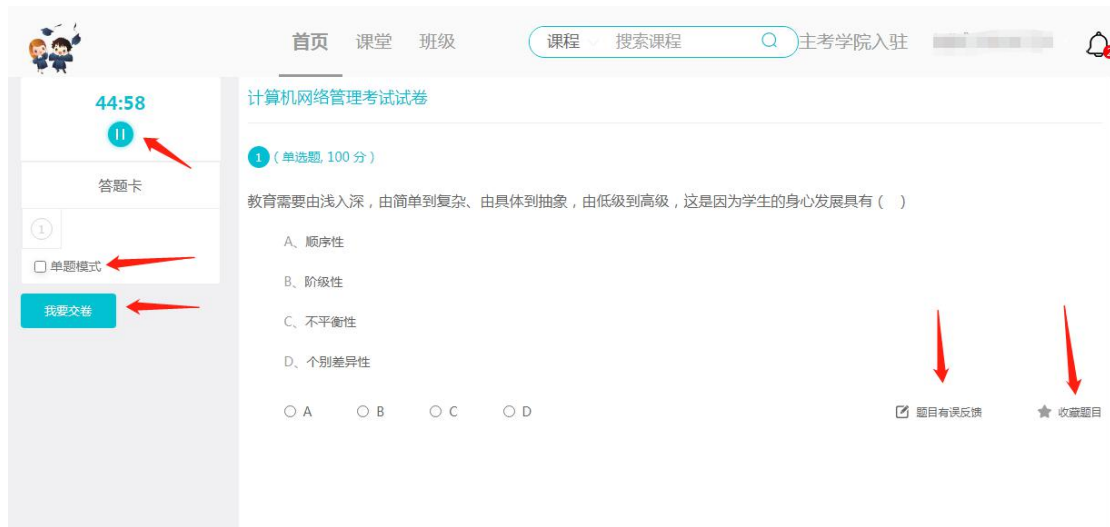 首页 课堂 班级 课程 搜索课程 主考学院入驻
44:58
答题卡
1
单题模式
我要交卷
计算机网络管理考试试卷
1 ( 单选题, 100 分 )
教育需要由浅入深，由简单到复杂、由具体到抽象，由低级到高级，这是因为学生的身心发展具有 (   )
A、顺序性
B、阶级性
C、不平衡性
D、个别差异性
A B C D 题目有误反馈 收藏题目